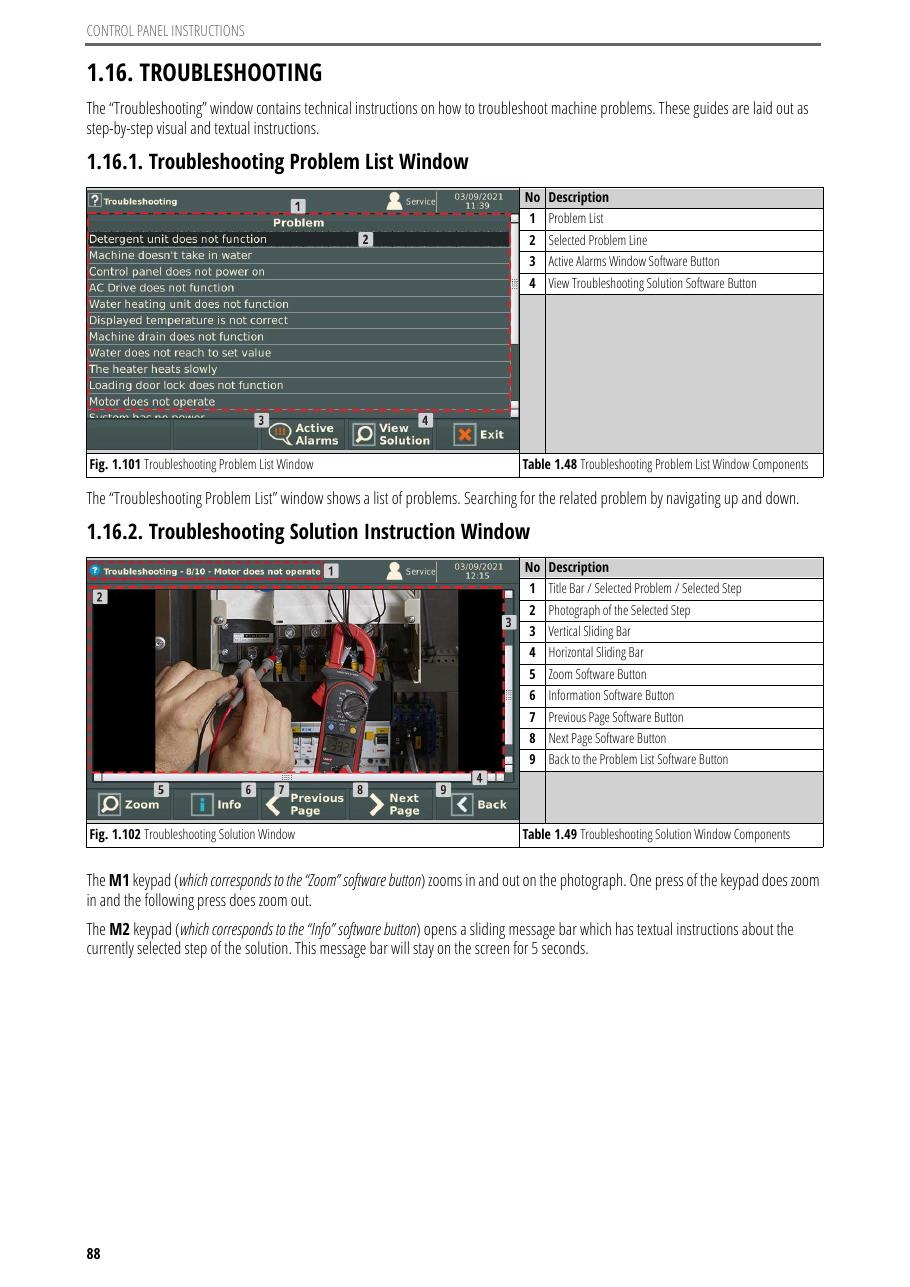 CONTROL PANEL INSTRUCTIONS
1.16. TROUBLESHOOTING
The “Troubleshooting” window contains technical instructions on how to troubleshoot machine problems. These guides are laid out as
step-by-step visual and textual instructions.
1.16.1. Troubleshooting Problem List Window
? Troubleshooting
Service
03/09/2021
11:39
1
Problem
Detergent unit does not function
2
Machine doesn't take in water
Control panel does not power on
AC Drive does not function
Water heating unit does not function
Displayed temperature is not correct
Machine drain does not function
Water does not reach to set value
The heater heats slowly
Loading door lock does not function
Motor does not operate
System has no power
3
4
Active
Alarms
View
Solution
Exit
No Description
1 Problem List
2 Selected Problem Line
3 Active Alarms Window Software Button
4 View Troubleshooting Solution Software Button
Fig. 1.101 Troubleshooting Problem List Window
Table 1.48 Troubleshooting Problem List Window Components
The “Troubleshooting Problem List” window shows a list of problems. Searching for the related problem by navigating up and down.
1.16.2. Troubleshooting Solution Instruction Window
? Troubleshooting - 8/10 - Motor does not operate
1
Service
03/09/2021
12:15
2
3
4
5
6
7
8
9
Zoom
i Info
Previous
Page
Next
Page
Back
No Description
1 Title Bar / Selected Problem / Selected Step
2 Photograph of the Selected Step
3 Vertical Sliding Bar
4 Horizontal Sliding Bar
5 Zoom Software Button
6 Information Software Button
7 Previous Page Software Button
8 Next Page Software Button
9 Back to the Problem List Software Button
Fig. 1.102 Troubleshooting Solution Window
Table 1.49 Troubleshooting Solution Window Components
The M1 keypad (which corresponds to the “Zoom” software button) zooms in and out on the photograph. One press of the keypad does zoom
in and the following press does zoom out.
The M2 keypad (which corresponds to the “Info” software button) opens a sliding message bar which has textual instructions about the
currently selected step of the solution. This message bar will stay on the screen for 5 seconds.
88